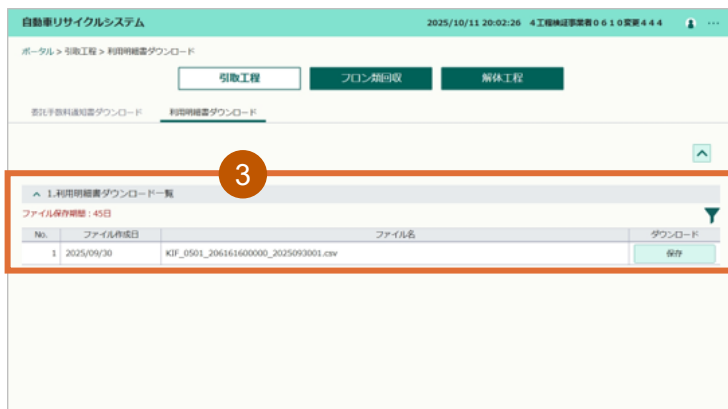 自動車リサイクルシステム 2025/10/11 20:02:26 4工程検証事業者0610変更444 …
ポータル > 引取工程 > 利用明細書ダウンロード
引取工程 フロン類回収 解体工程
委託手数料通知書ダウンロード 利用明細書ダウンロード
3
1.利用明細書ダウンロード一覧
ファイル保存期間:45日
No. ファイル作成日 ファイル名 ダウンロード
1 2025/09/30 KIF_0501_206161600000_2025093001.csv 保存